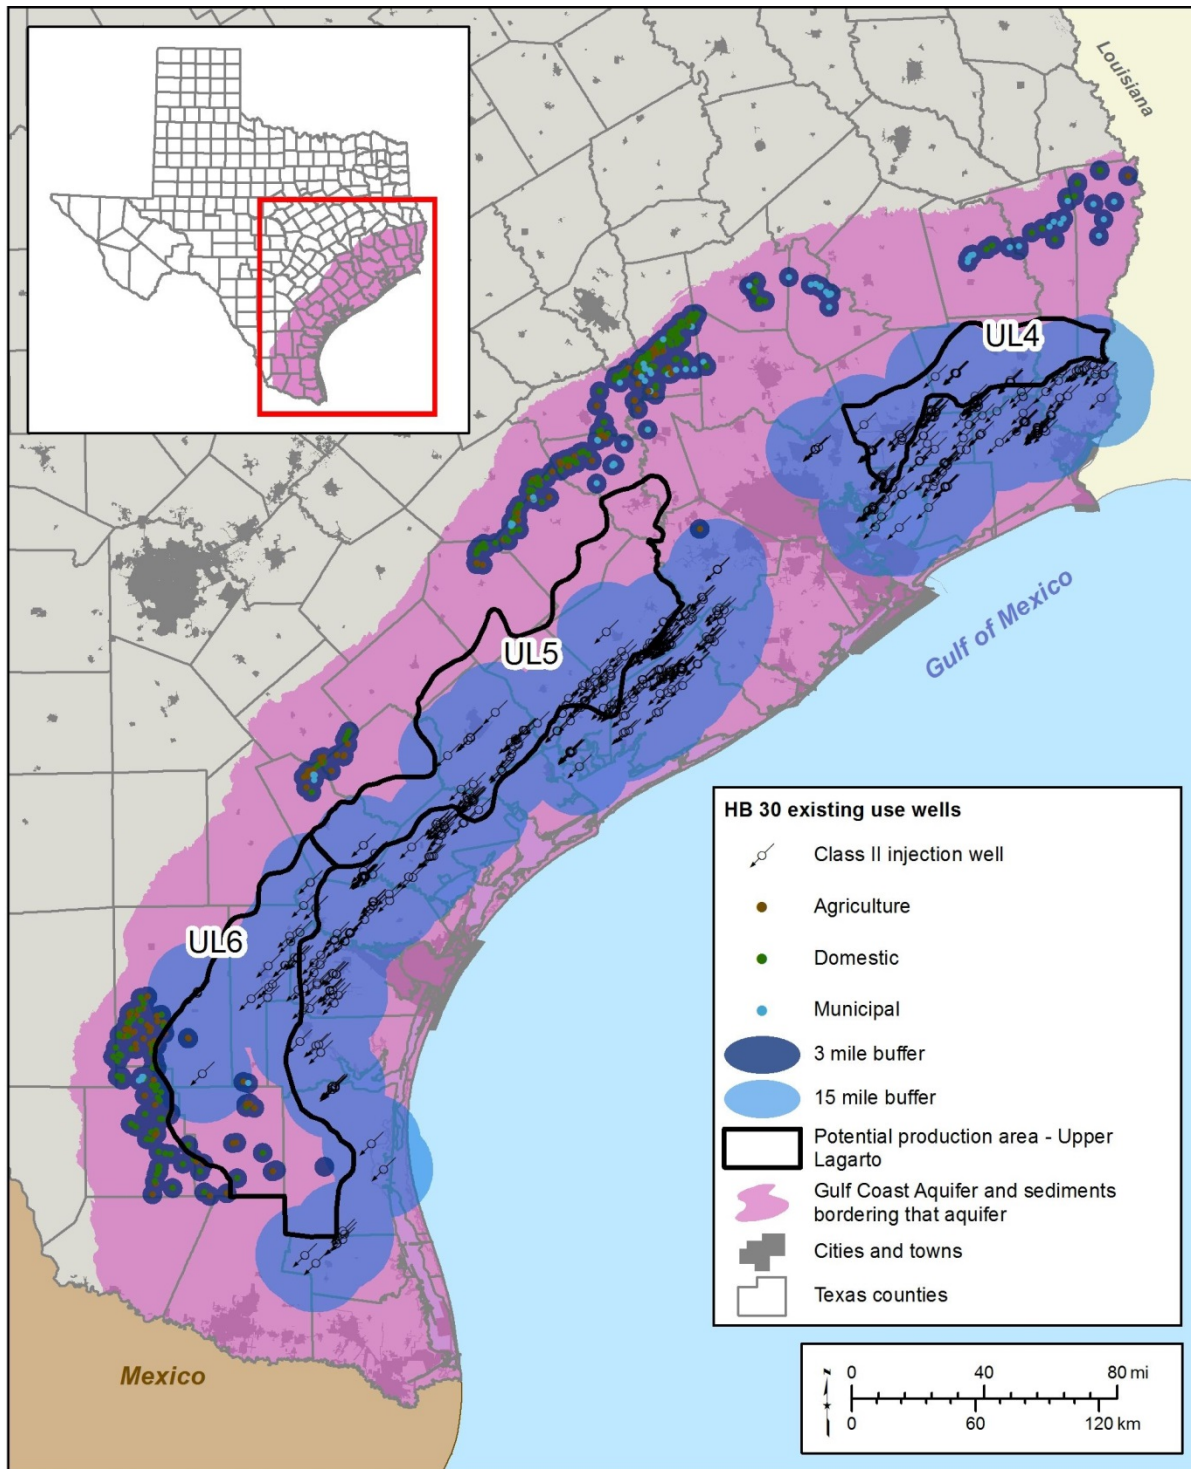 Louisiana
UL4
UL5
Gulf of Mexico
UL6
Mexico
HB 30 existing use wells
Class II injection well
Agriculture
Domestic
Municipal
3 mile buffer
15 mile buffer
Potential production area - Upper
Lagarto
Gulf Coast Aquifer and sediments
bordering that aquifer
Cities and towns
Texas counties
N
0 40 80 mi
0 60 120 km